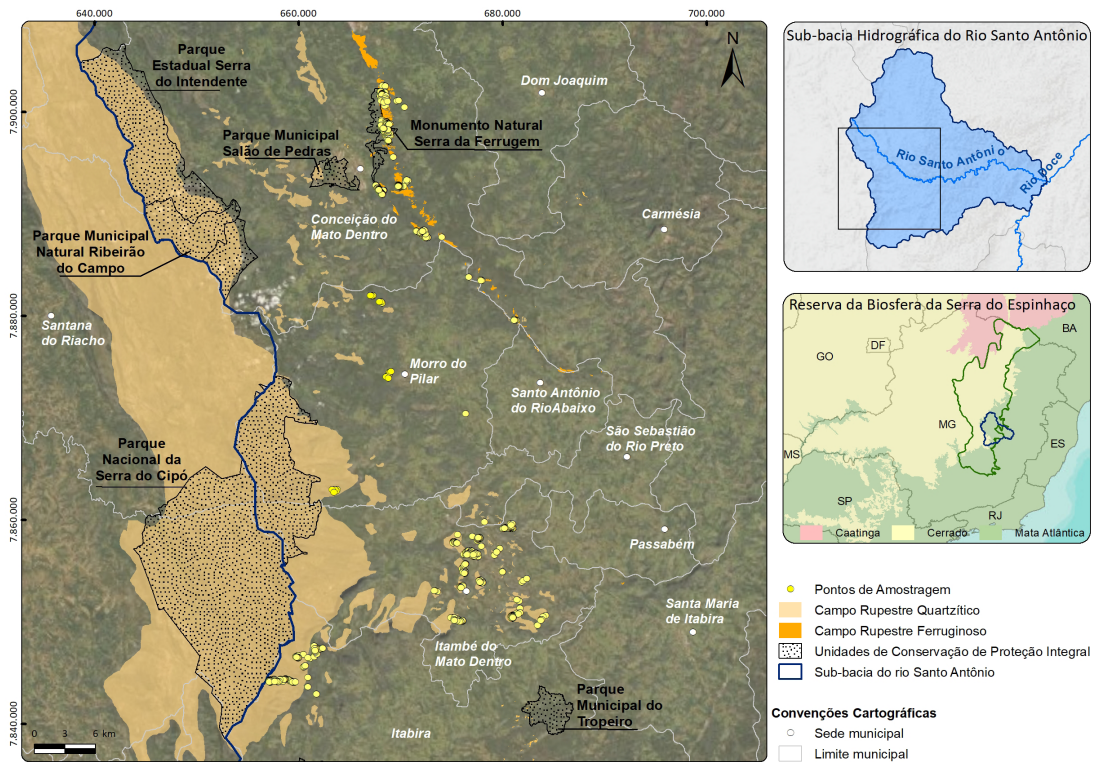 640.000
660.000
680.000
700.000
7.900.000
7.880.000
7.860.000
7.840.000
Parque
Estadual Serra
do Intendente
N
Dom Joaquim
Parque Municipal
Salão de Pedras
Monumento Natural
Serra da Ferrugem
Conceição do
Mato Dentro
Carmésia
Parque Municipal
Natural Ribeirão
do Campo
Santana
do Riacho
Morro do
Pilar
Santo Antônio
do RioAbaixo
São Sebastião
do Rio Preto
Parque
Nacional da
Serra do Cipó
Passabém
Santa Maria
de Itabira
Itambé do
Mato Dentro
Parque
Municipal do
Tropeiro
Itabira
0 3 6 km
Sub-bacia Hidrográfica do Rio Santo Antônio
Rio Santo Antônio
Rio Doce
Reserva da Biosfera da Serra do Espinhaço
BA
GO
DF
MG
ES
MS
SP
RJ
Caatinga
Cerrado
Mata Atlântica
Pontos de Amostragem
Campo Rupestre Quartzítico
Campo Rupestre Ferruginoso
Unidades de Conservação de Proteção Integral
Sub-bacia do rio Santo Antônio
Convenções Cartográficas
Sede municipal
Limite municipal